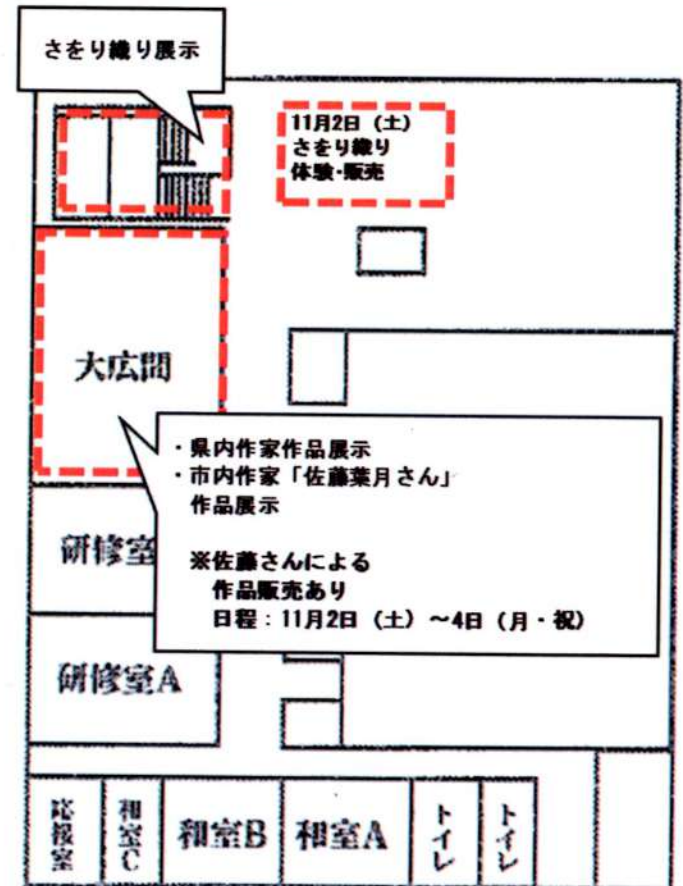 さをり織り展示
11月2日（土）
さをり織り
体験・販売
大広間
・県内作家作品展示
・市内作家「佐藤葉月さん」
作品展示
※佐藤さんによる
作品販売あり
日程：11月2日（土）～4日（月・祝）
研修室
研修室A
和室C
和室B
和室A
トイレ
トイレ